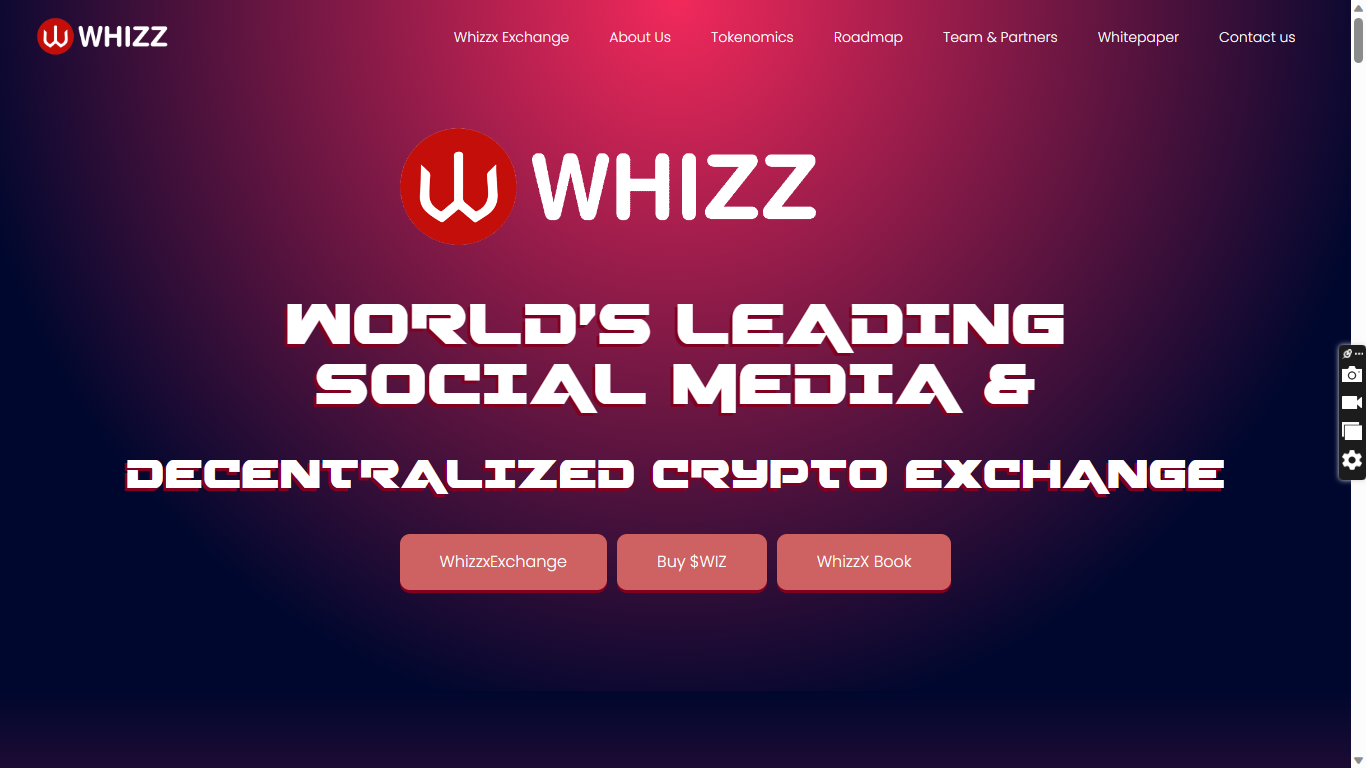 WHIZZ
Whizzx Exchange
About Us
Tokenomics
Roadmap
Team & Partners
Whitepaper
Contact us
WHIZZ
WORLD'S LEADING
SOCIAL MEDIA &
DECENTRALIZED CRYPTO EXCHANGE
WhizzxExchange
Buy $WIZ
WhizzX Book